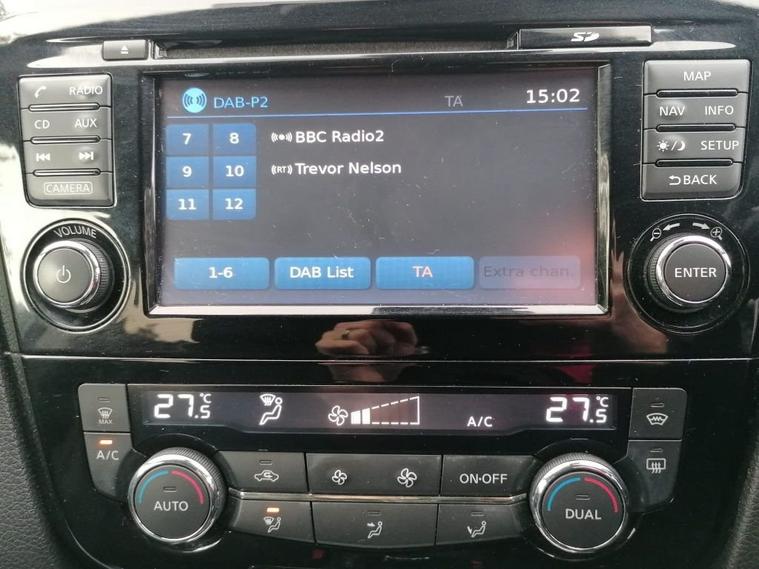 SD
RADIO
CD AUX
CAMERA
VOLUME
DAB-P2 TA 15:02
7 8 BBC Radio2
9 10 RT Trevor Nelson
11 12
1-6 DAB List TA Extra chan.
MAP
NAV INFO
SETUP
BACK
ENTER
27.5°C A/C 27.5°C
MAX
A/C
AUTO
ON·OFF
DUAL